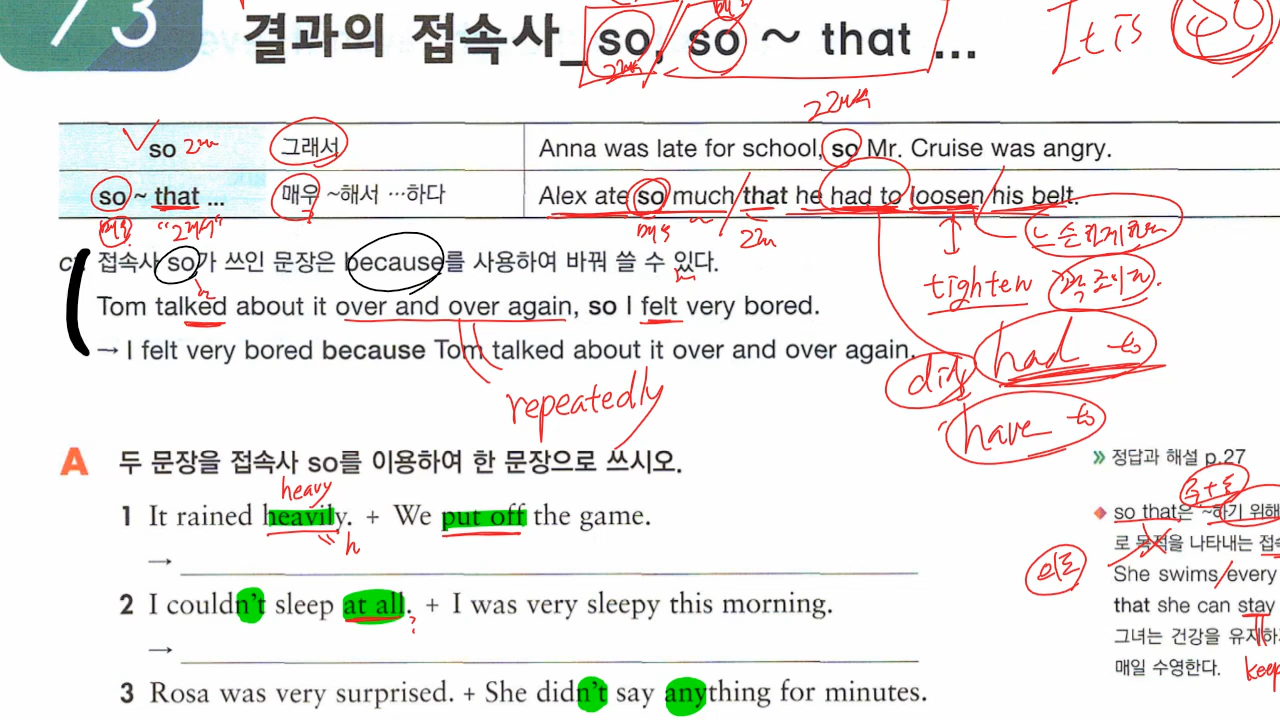 73
결과의 접속사_so, so ~ that ...
It is so
so 그래서 Anna was late for school, so Mr. Cruise was angry.
so ~ that ... 매우 ~해서 …하다 Alex ate so much that he had to loosen his belt.
느슨하게하다
접속사 so가 쓰인 문장은 because를 사용하여 바꿔 쓸 수 있다.
tighten 꽉 조이다.
Tom talked about it over and over again, so I felt very bored.
→ I felt very bored because Tom talked about it over and over again.
had to
did
have to
repeatedly
A 두 문장을 접속사 so를 이용하여 한 문장으로 쓰시오.
정답과 해설 p.27
heavy
1 It rained heavily. + We put off the game.
→
2 I couldn't sleep at all. + I was very sleepy this morning.
→
3 Rosa was very surprised. + She didn't say anything for minutes.
주+동
so that은 ~하기 위해
로 목적을 나타내는
의도
She swims every
that she can stay
그녀는 건강을
매일 수영한다.
keep